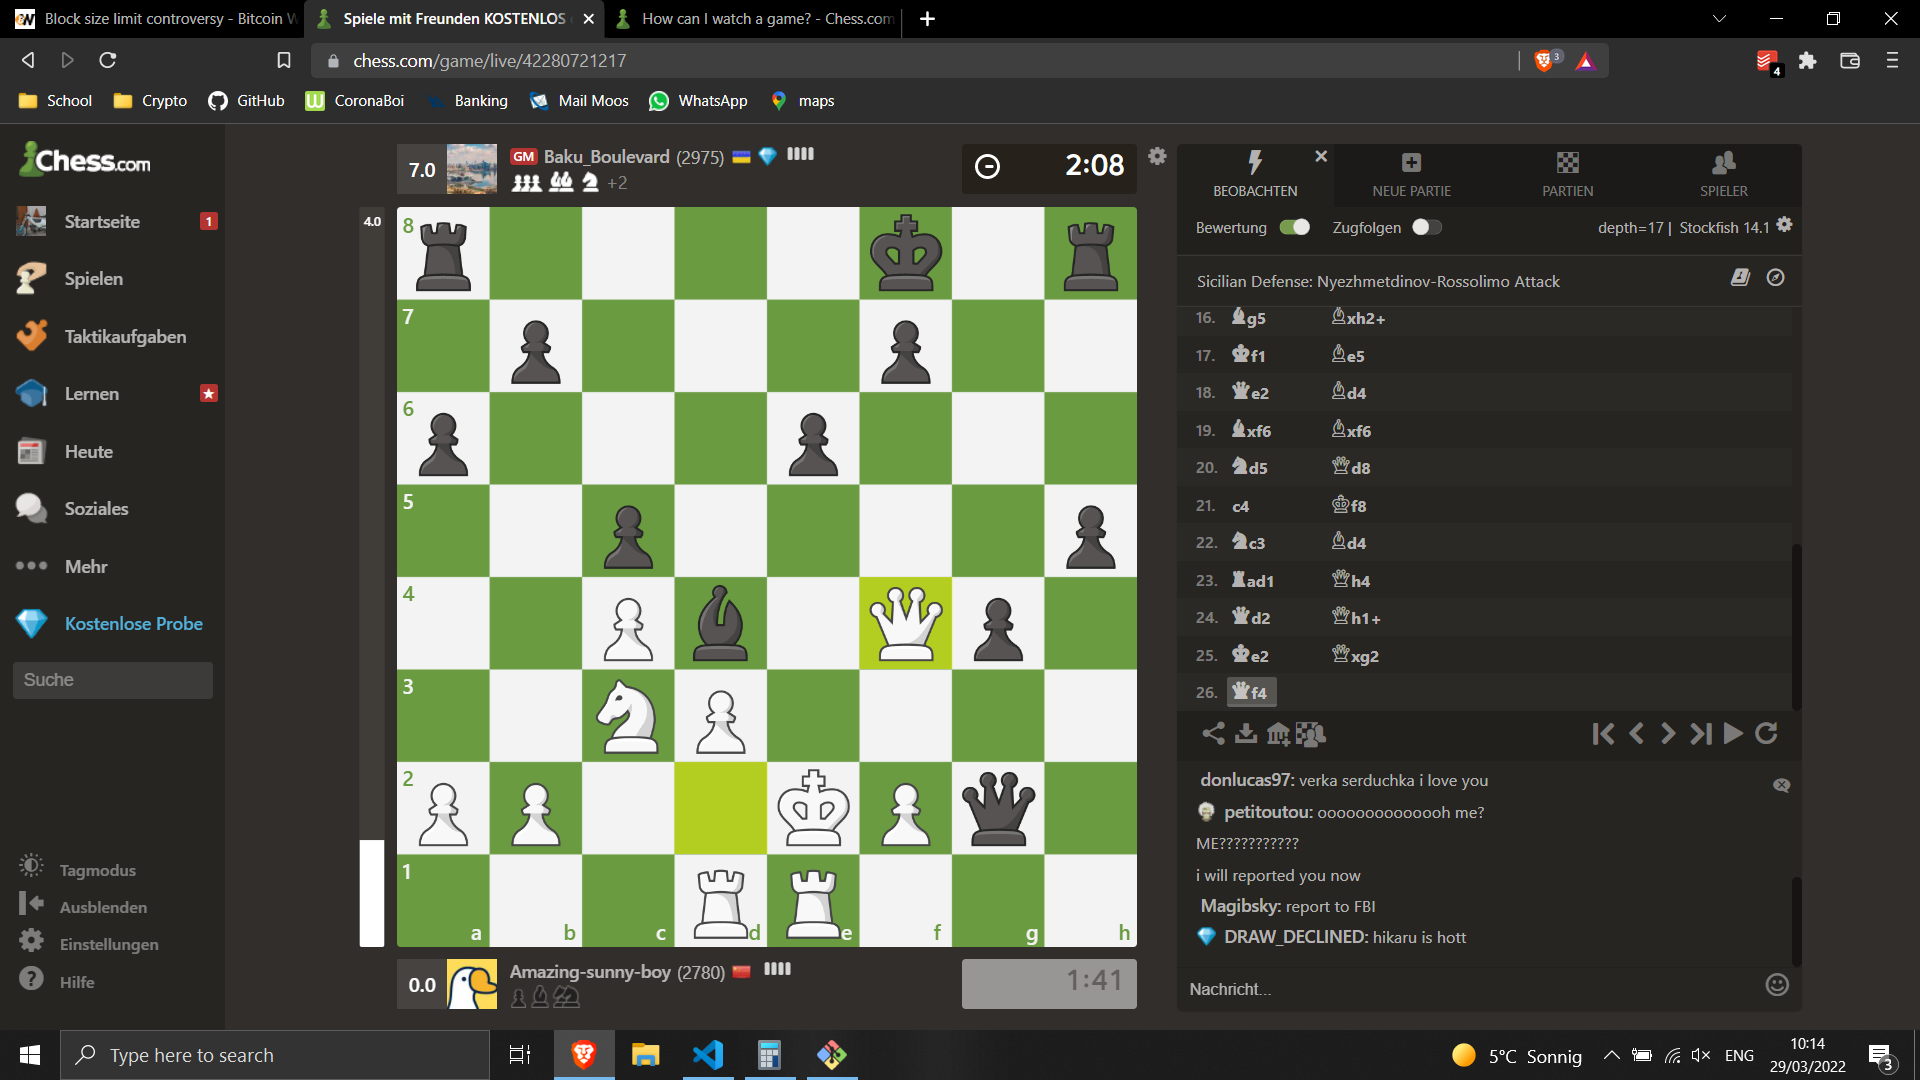 Block size limit controversy - Bitcoin W
Spiele mit Freunden KOSTENLOS
How can I watch a game? - Chess.com
chess.com/game/live/42280721217
3
4
School
Crypto
GitHub
CoronaBoi
Banking
Mail Moos
WhatsApp
maps
Chess.com
Startseite
1
Spielen
Taktikaufgaben
Lernen
Heute
Soziales
Mehr
Kostenlose Probe
Suche
Tagmodus
Ausblenden
Einstellungen
Hilfe
7.0
GM Baku_Boulevard (2975)
+2
2:08
4.0
8
7
6
5
4
3
2
1
a b c d e f g h
0.0
Amazing-sunny-boy (2780)
1:41
BEOBACHTEN
NEUE PARTIE
PARTIEN
SPIELER
Bewertung
Zugfolgen
depth=17 | Stockfish 14.1
Sicilian Defense: Nyezhmetdinov-Rossolimo Attack
16. g5 xh2+
17. f1 e5
18. e2 d4
19. xf6 xf6
20. d5 d8
21. c4 f8
22. c3 d4
23. ad1 h4
24. d2 h1+
25. e2 xg2
26. f4
donlucas97: verka serduchka i love you
petitoutou: oooooooooooooh me?
ME???????????
i will reported you now
Magibsky: report to FBI
DRAW_DECLINED: hikaru is hott
Nachricht...
Type here to search
5°C Sonnig
ENG
10:14
29/03/2022
3